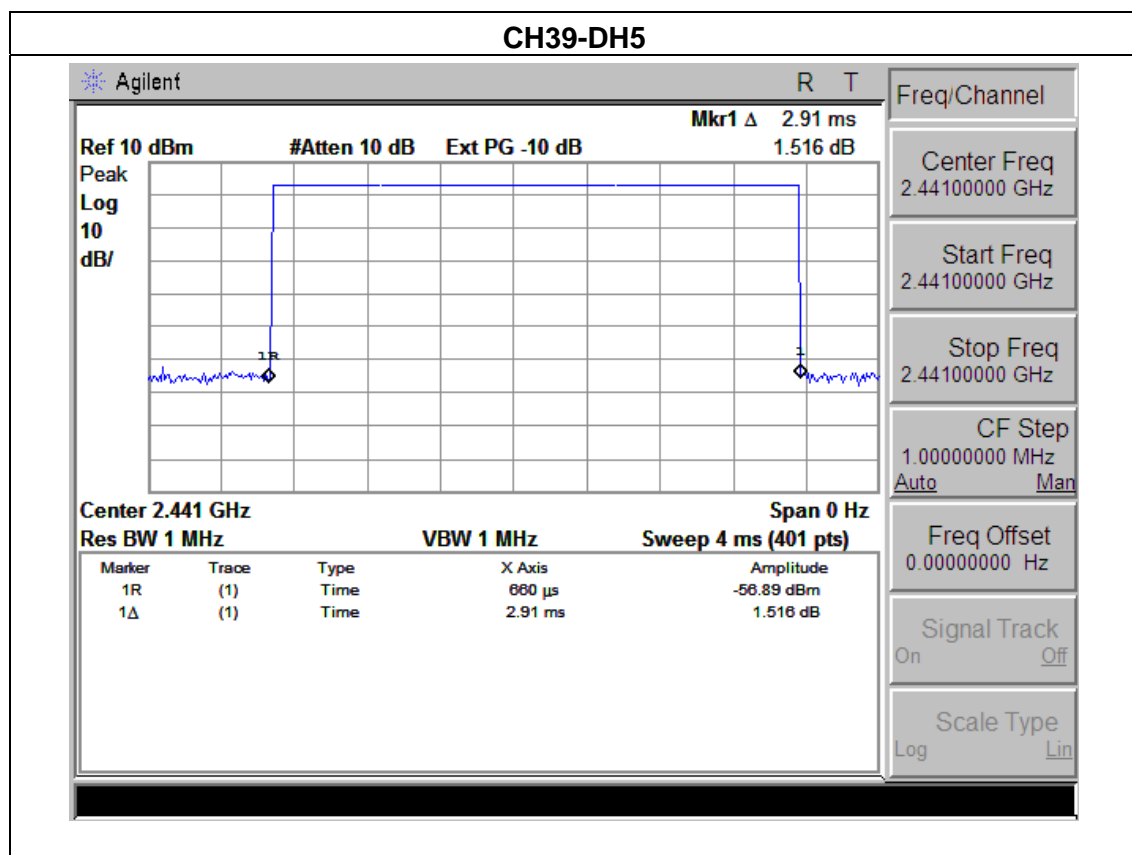 CH39-DH5
Agilent R T
Mkr1 Δ 2.91 ms
Ref 10 dBm #Atten 10 dB Ext PG -10 dB 1.516 dB
Peak
Log
10
dB/
1R
1
Center 2.441 GHz Span 0 Hz
Res BW 1 MHz VBW 1 MHz Sweep 4 ms (401 pts)
Marker Trace Type X Axis Amplitude
1R (1) Time 660 µs -56.89 dBm
1Δ (1) Time 2.91 ms 1.516 dB
Freq/Channel
Center Freq
2.44100000 GHz
Start Freq
2.44100000 GHz
Stop Freq
2.44100000 GHz
CF Step
1.00000000 MHz
Auto Man
Freq Offset
0.00000000 Hz
Signal Track
On Off
Scale Type
Log Lin